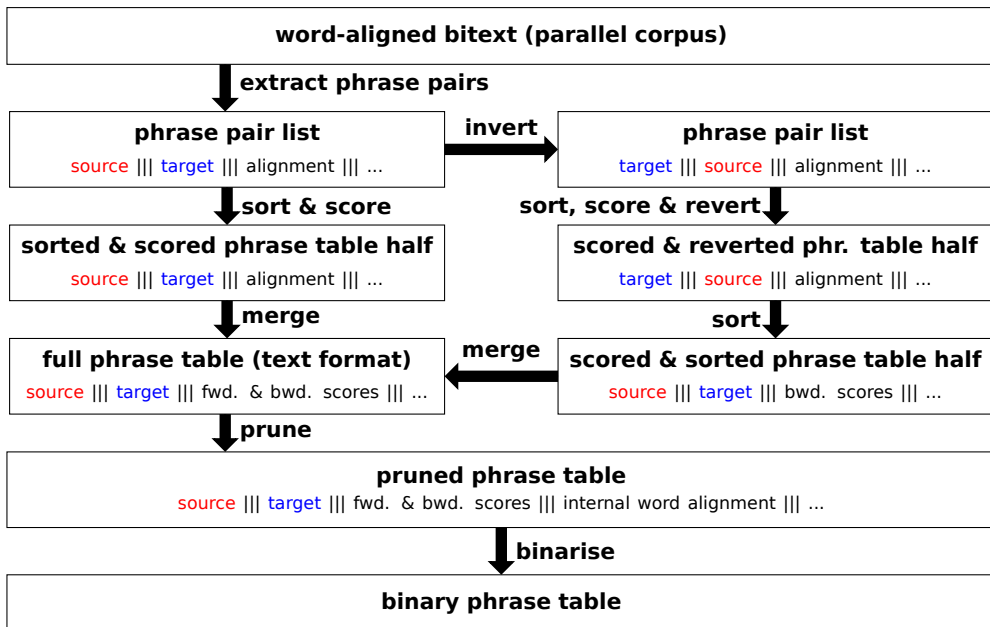 word-aligned bitext (parallel corpus)
extract phrase pairs
phrase pair list
source ||| target ||| alignment ||| ...
invert
phrase pair list
target ||| source ||| alignment ||| ...
sort & score
sort, score & revert
sorted & scored phrase table half
source ||| target ||| alignment ||| ...
scored & reverted phr. table half
target ||| source ||| alignment ||| ...
merge
sort
full phrase table (text format)
source ||| target ||| fwd. & bwd. scores ||| ...
merge
scored & sorted phrase table half
source ||| target ||| bwd. scores ||| ...
prune
pruned phrase table
source ||| target ||| fwd. & bwd. scores ||| internal word alignment ||| ...
binarise
binary phrase table